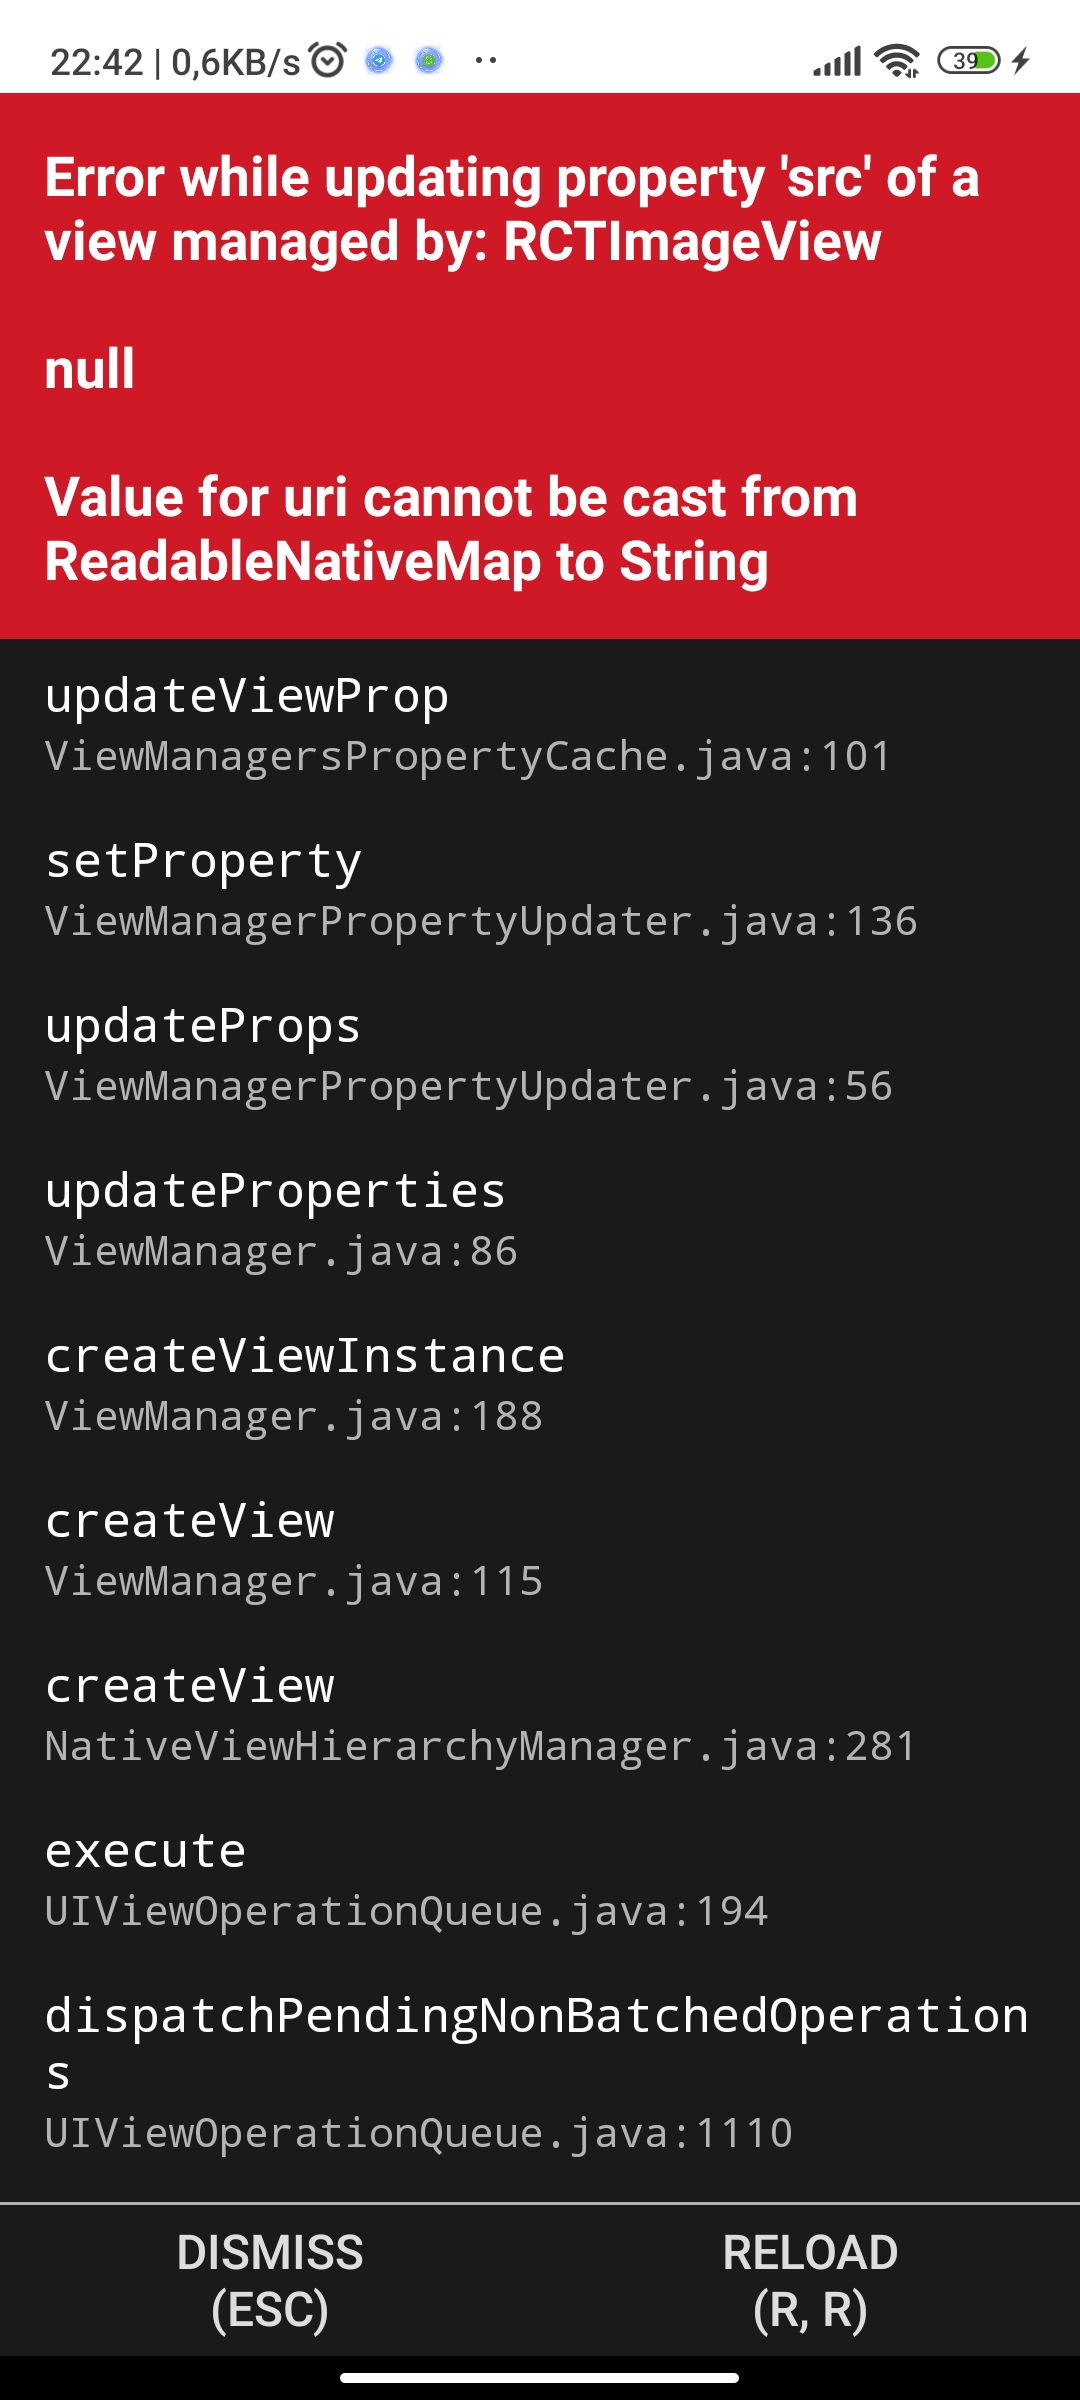 22:42 | 0,6KB/s
39
Error while updating property 'src' of a
view managed by: RCTImageView
null
Value for uri cannot be cast from
ReadableNativeMap to String
updateViewProp
ViewManagersPropertyCache.java:101
setProperty
ViewManagerPropertyUpdater.java:136
updateProps
ViewManagerPropertyUpdater.java:56
updateProperties
ViewManager.java:86
createViewInstance
ViewManager.java:188
createView
ViewManager.java:115
createView
NativeViewHierarchyManager.java:281
execute
UIViewOperationQueue.java:194
dispatchPendingNonBatchedOperation
s
UIViewOperationQueue.java:1110
DISMISS
(ESC)
RELOAD
(R, R)